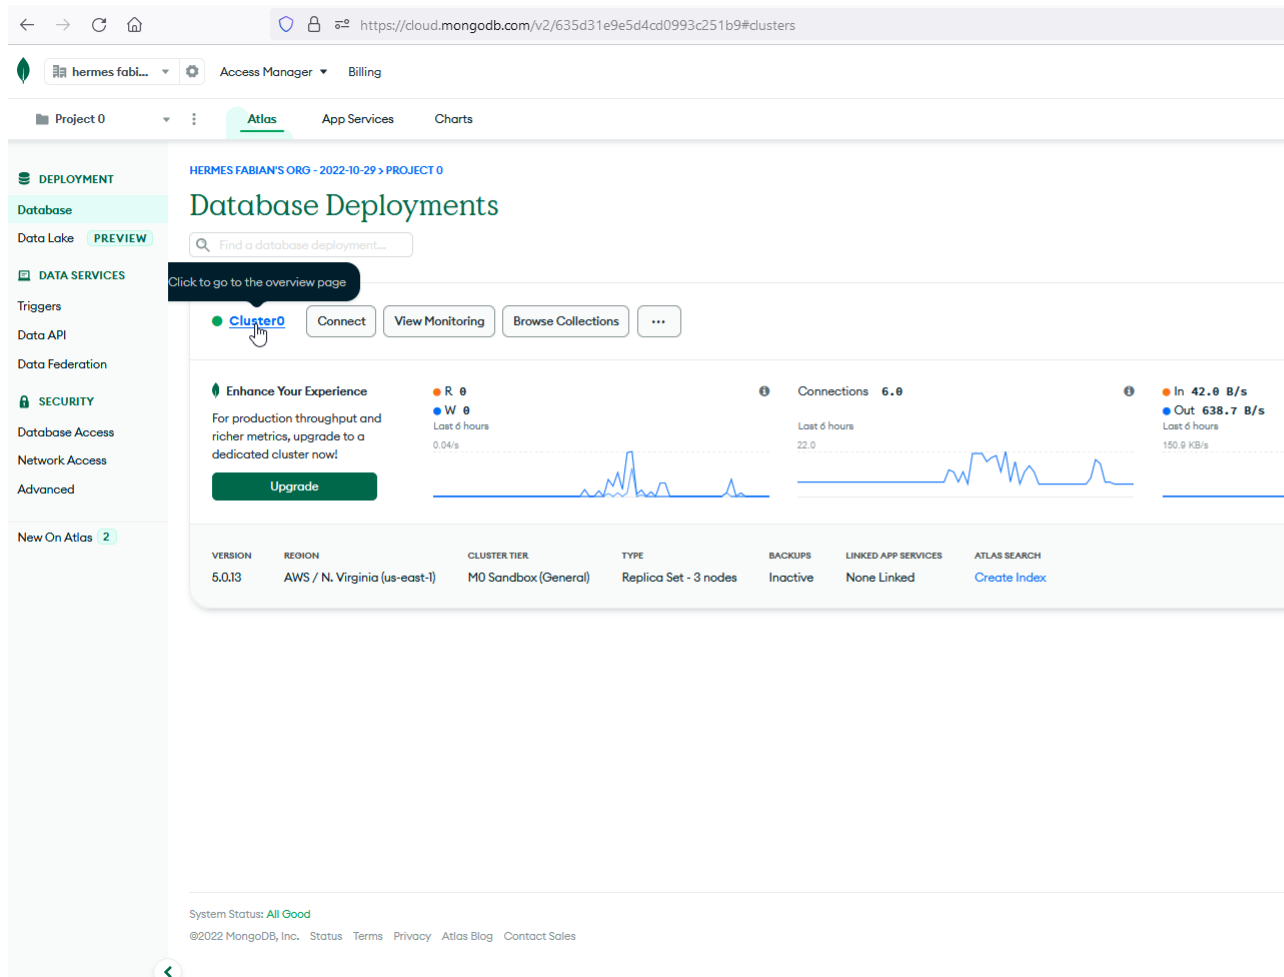 https://cloud.mongodb.com/v2/635d31e9e5d4cd0993c251b9#clusters
hermes fabi... Access Manager Billing
Project 0 Atlas App Services Charts
DEPLOYMENT
Database
Data Lake PREVIEW
DATA SERVICES
Triggers
Data API
Data Federation
SECURITY
Database Access
Network Access
Advanced
New On Atlas 2
HERMES FABIAN'S ORG - 2022-10-29 > PROJECT 0
Database Deployments
Find a database deployment...
Click to go to the overview page
Cluster0 Connect View Monitoring Browse Collections ...
Enhance Your Experience
For production throughput and
richer metrics, upgrade to a
dedicated cluster now!
Upgrade
R 0
W 0
Last 6 hours
0.04/s
Connections 6.0
Last 6 hours
22.0
In 42.0 B/s
Out 638.7 B/s
Last 6 hours
150.9 KB/s
VERSION REGION CLUSTER TIER TYPE BACKUPS LINKED APP SERVICES ATLAS SEARCH
5.0.13 AWS / N. Virginia (us-east-1) M0 Sandbox (General) Replica Set - 3 nodes Inactive None Linked Create Index
System Status: All Good
©2022 MongoDB, Inc. Status Terms Privacy Atlas Blog Contact Sales